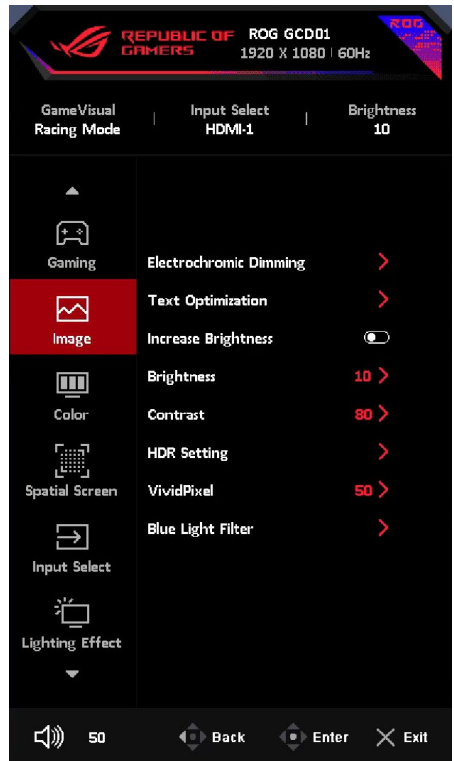 REPUBLIC OF
GAMERS
ROG GCD01
1920 X 1080 | 60Hz
ROG
GameVisual
Racing Mode
Input Select
HDMI-1
Brightness
10
Gaming
Image
Color
Spatial Screen
Input Select
Lighting Effect
Electrochromic Dimming
Text Optimization
Increase Brightness
Brightness 10
Contrast 80
HDR Setting
VividPixel 50
Blue Light Filter
50 Back Enter Exit